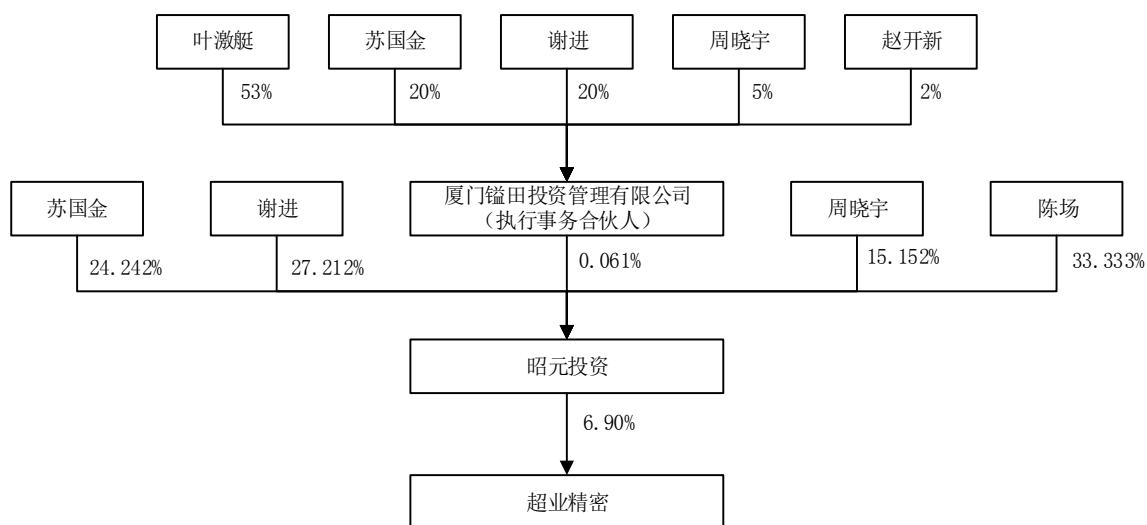 叶激艇
苏国金
谢进
周晓宇
赵开新
53%
20%
20%
5%
2%
苏国金
谢进
厦门镒田投资管理有限公司
（执行事务合伙人）
周晓宇
陈场
24.242%
27.212%
0.061%
15.152%
33.333%
昭元投资
6.90%
超业精密